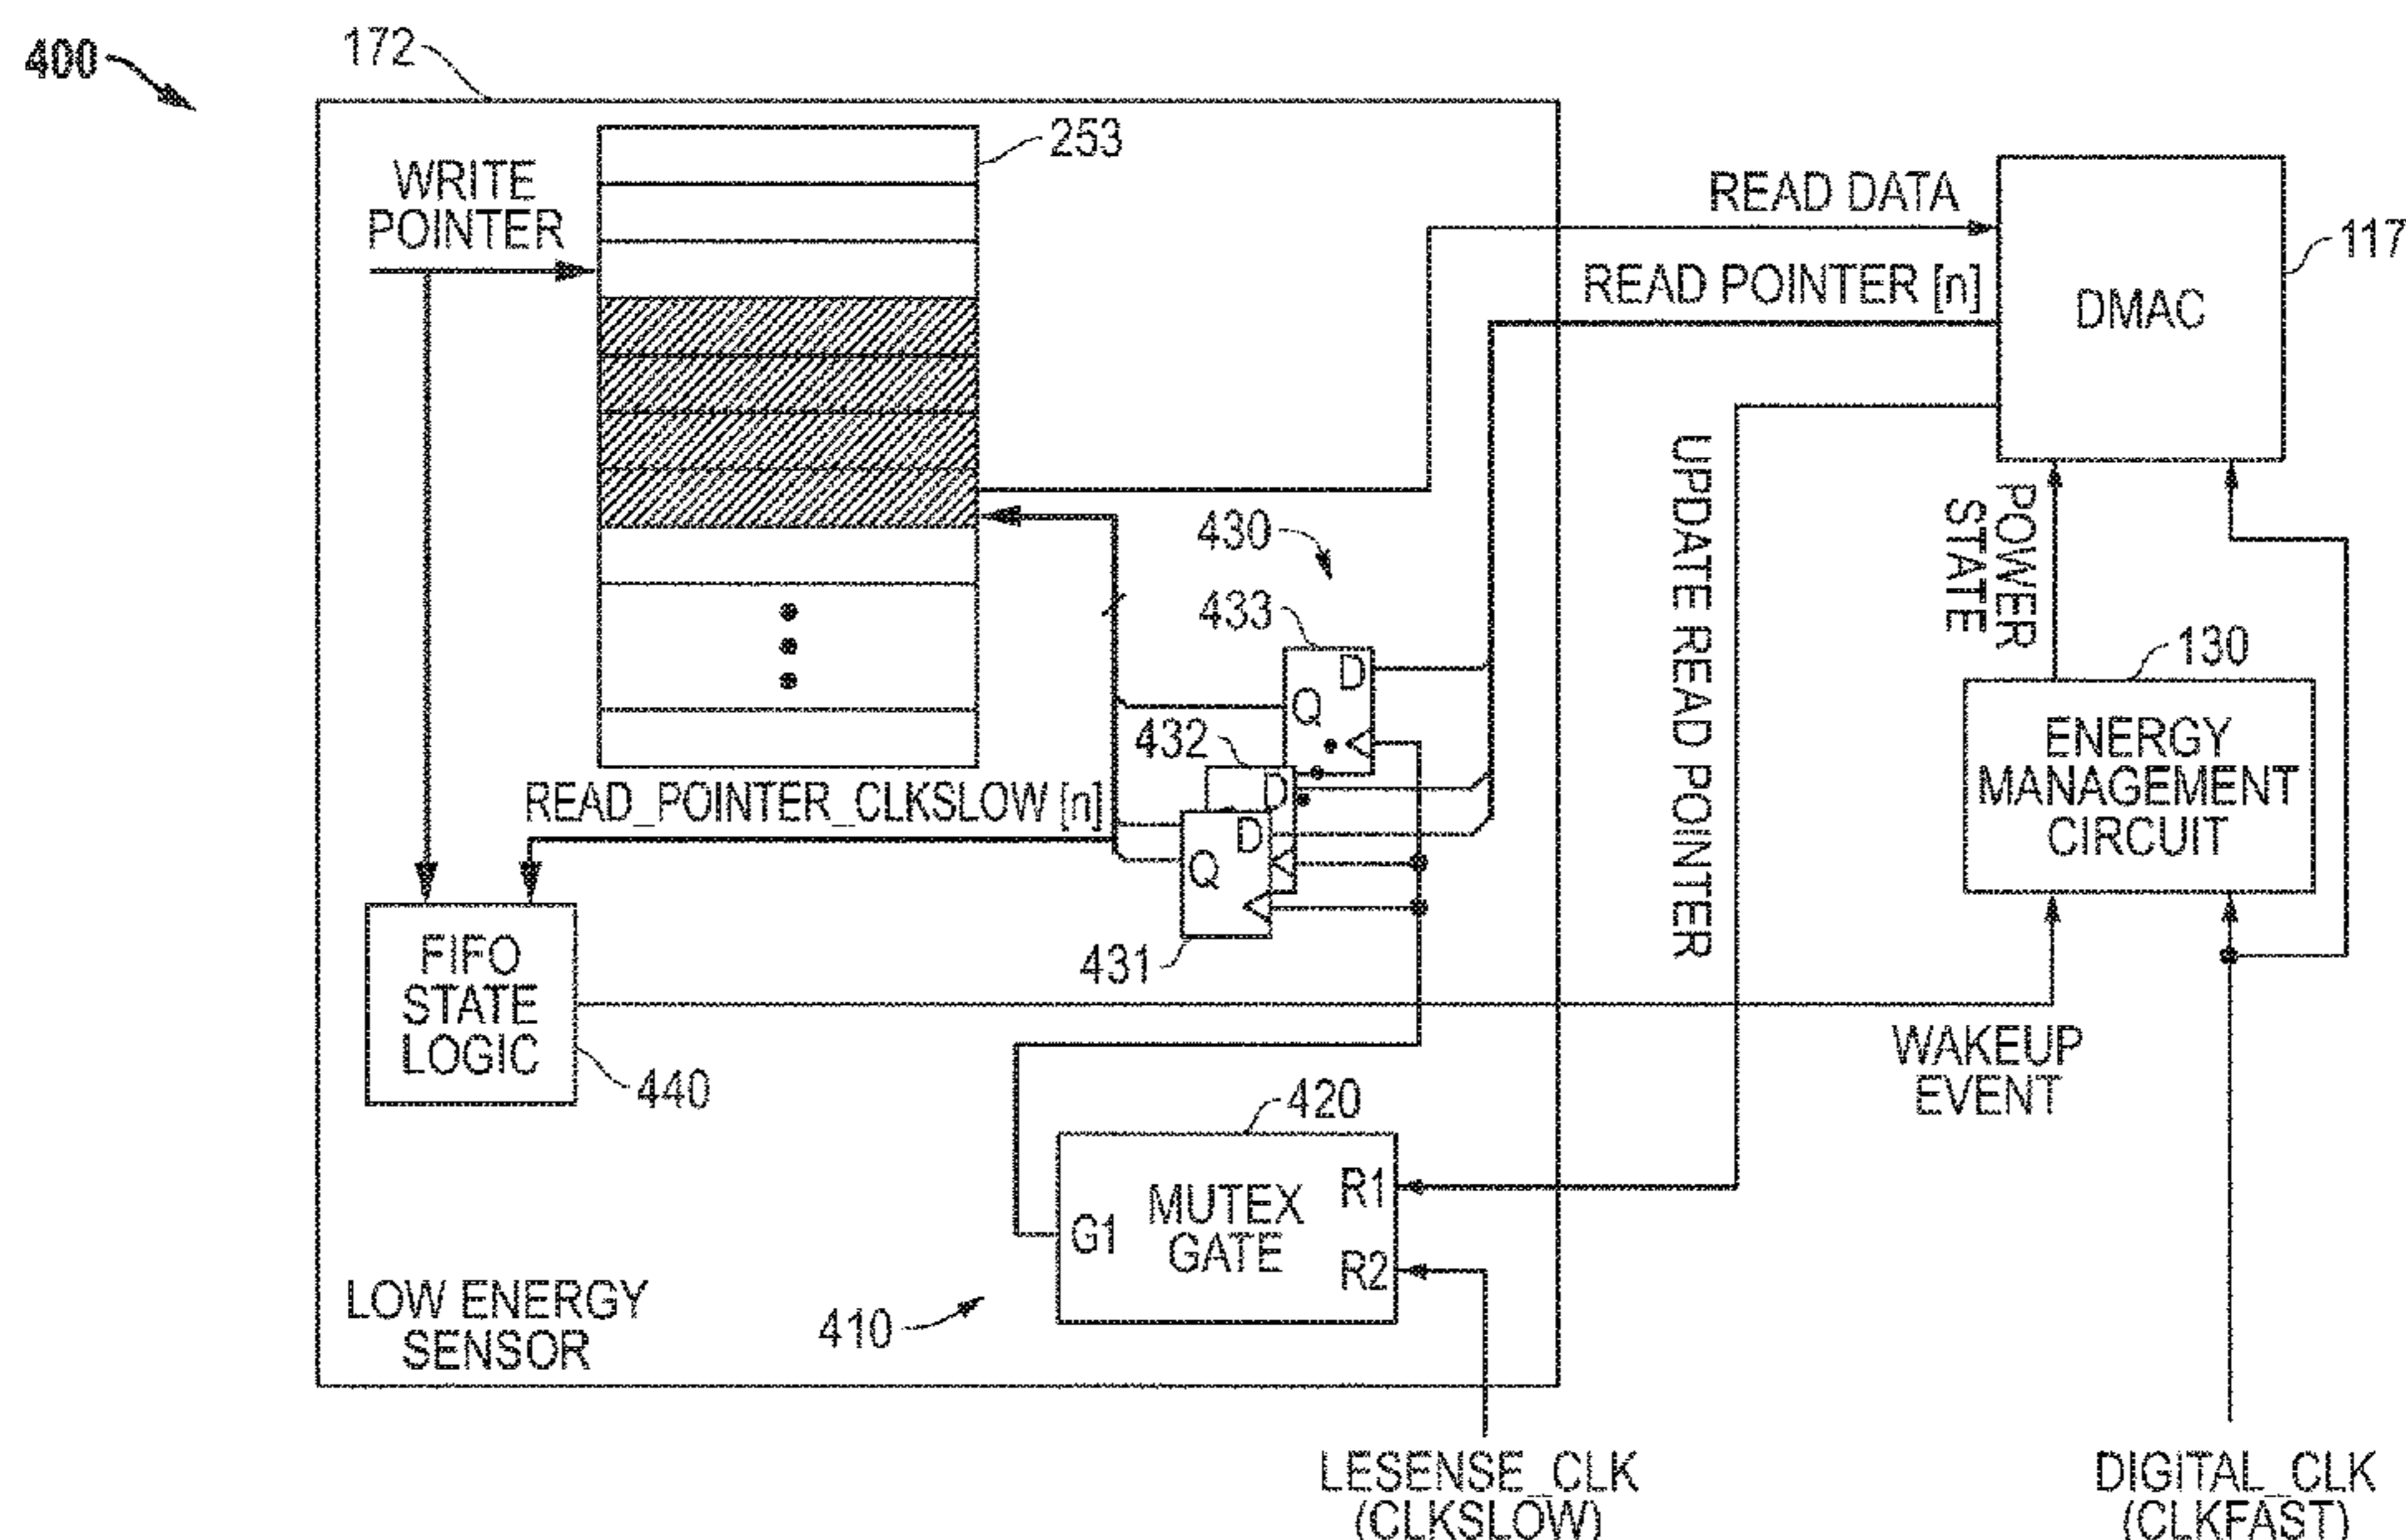 400
172
253
WRITE
POINTER
READ DATA
READ POINTER [n]
DMAC
117
UPDATE READ POINTER
POWER
STATE
430
433
D
Q
432
D
READ_POINTER_CLKSLOW [n]
D
Q
431
130
ENERGY
MANAGEMENT
CIRCUIT
FIFO
STATE
LOGIC
440
WAKEUP
EVENT
420
MUTEX
GATE
R1
G1
R2
410
LOW ENERGY
SENSOR
LESENSE_CLK
(CLKSLOW)
DIGITAL_CLK
(CLKFAST)